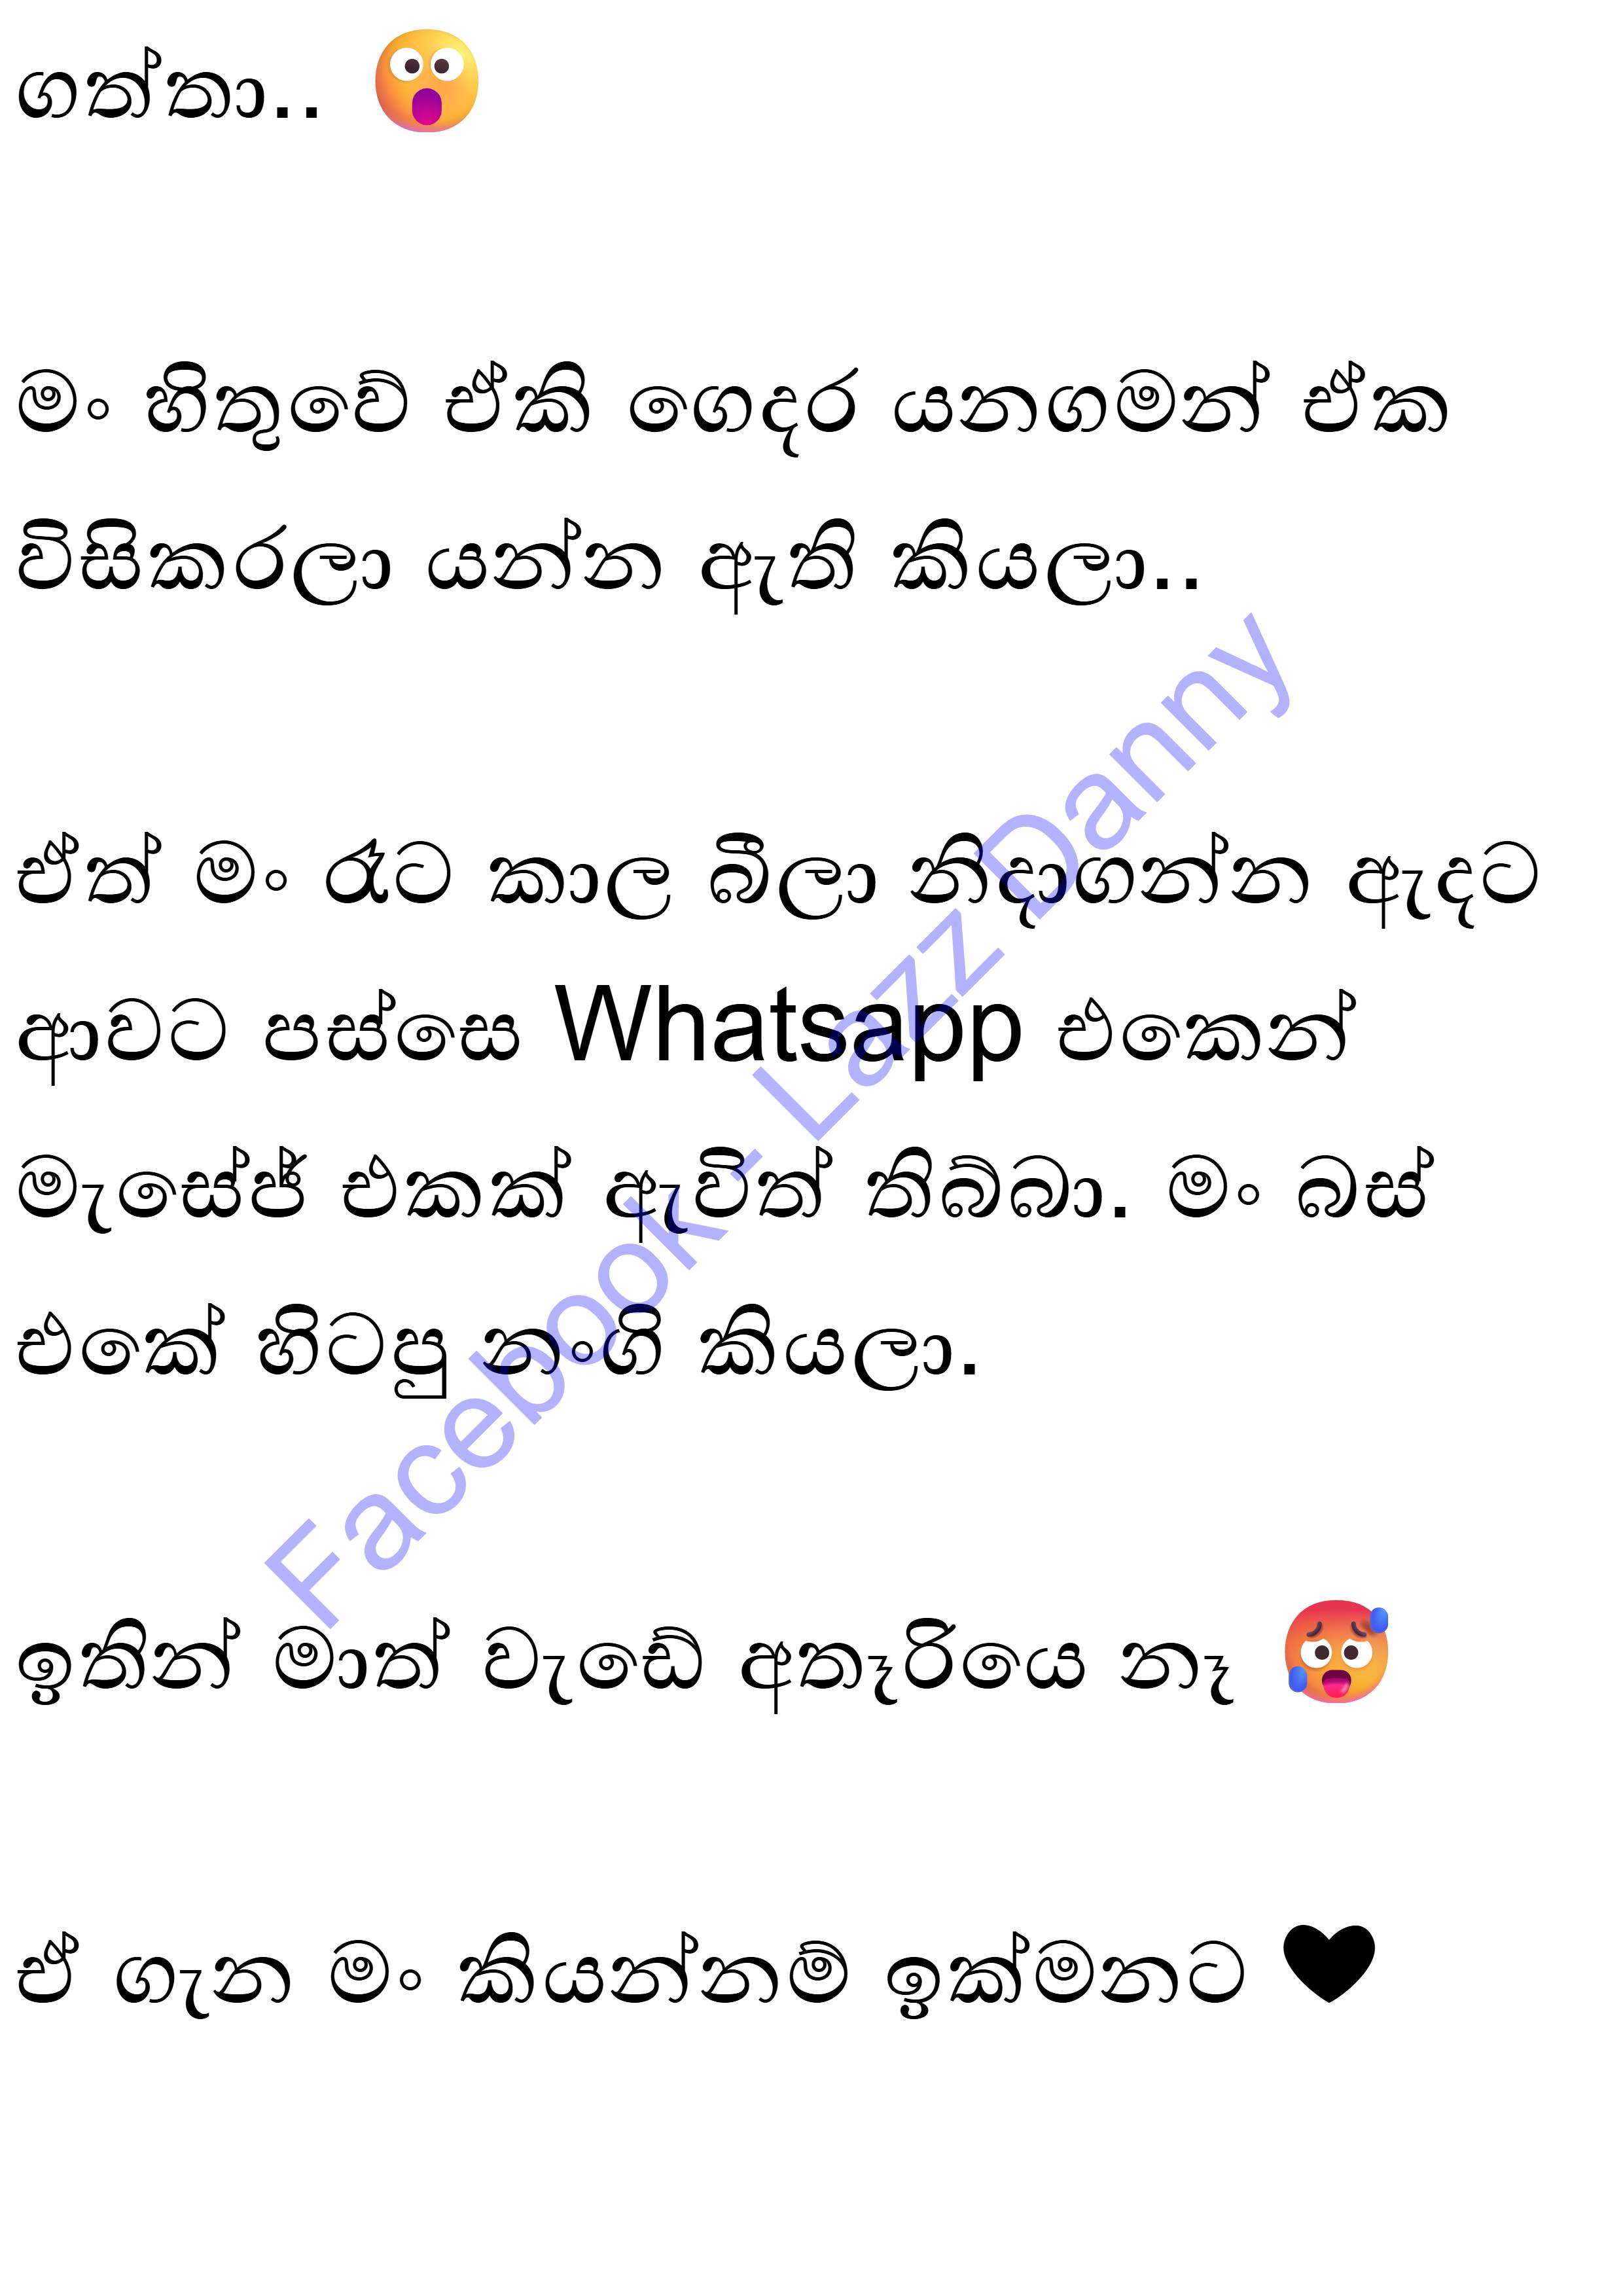 ගත්තා.. 😲
මං හිතුවේ ඒකි ගෙදර යනගමන් ඒක
විසිකරලා යන්න ඇති කියලා..
ඒත් මං රෑට කාල බීලා නිදාගන්න ඇදට
ආවට පස්සෙ Whatsapp එකෙන්
මැසේජ් එකක් ඇවිත් තිබ්බා. මං බස්
එකේ හිටපු නංගි කියලා.
ඉතින් මාත් වැඩේ අතෑරියෙ නෑ 🥵
ඒ ගැන මං කියන්නම් ඉක්මනට ♥
Facebook - Lazz Danny